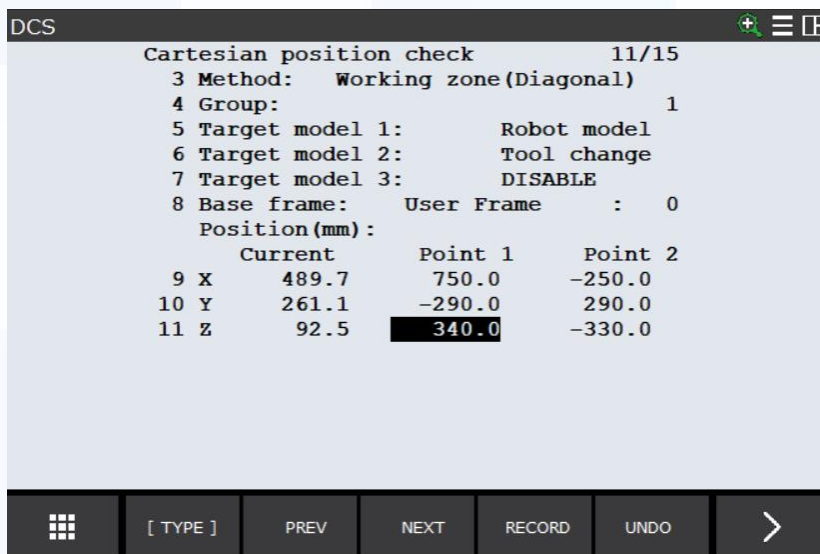 DCS
Cartesian position check 11/15
3 Method: Working zone(Diagonal)
4 Group: 1
5 Target model 1: Robot model
6 Target model 2: Tool change
7 Target model 3: DISABLE
8 Base frame: User Frame : 0
Position(mm):
Current Point 1 Point 2
9 X 489.7 750.0 -250.0
10 Y 261.1 -290.0 290.0
11 Z 92.5 340.0 -330.0
[ TYPE ] PREV NEXT RECORD UNDO